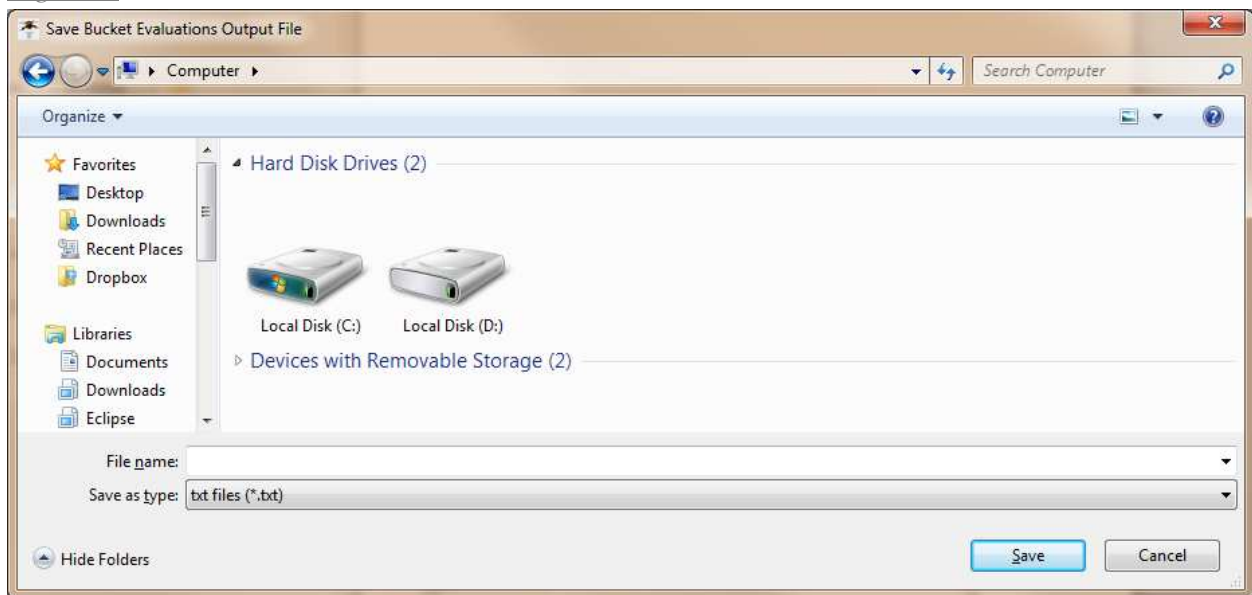 Save Bucket Evaluations Output File
Computer
Search Computer
Organize
Favorites
Desktop
Downloads
Recent Places
Dropbox
Libraries
Documents
Downloads
Eclipse
Hard Disk Drives (2)
Local Disk (C:) Local Disk (D:)
Devices with Removable Storage (2)
File name:
Save as type: txt files (*.txt)
Hide Folders
Save Cancel